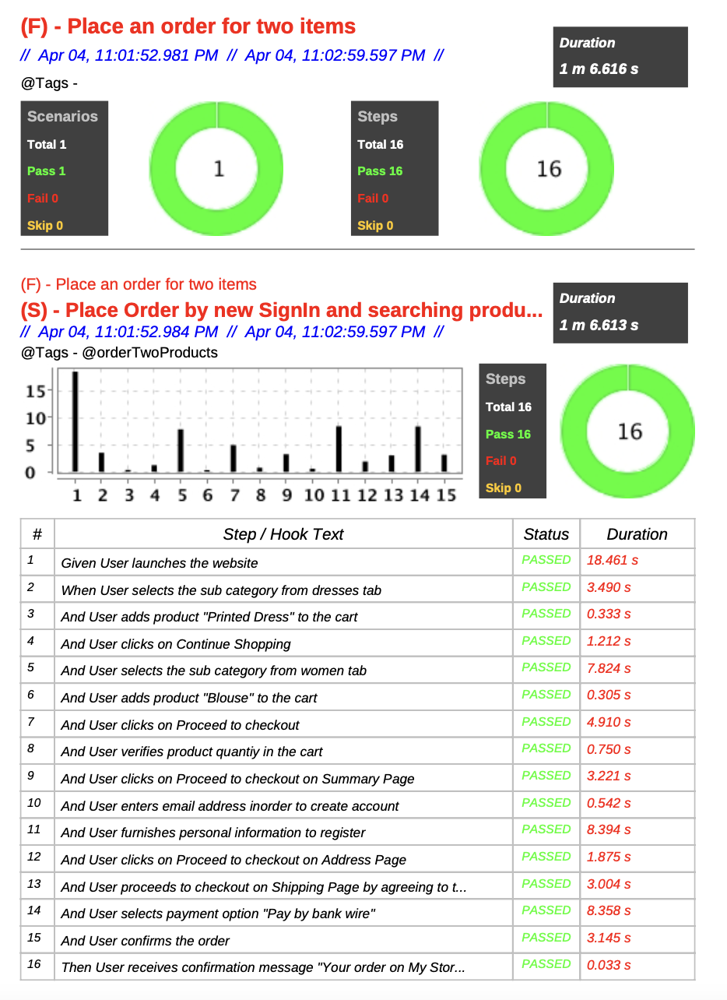 (F) - Place an order for two items
// Apr 04, 11:01:52.981 PM // Apr 04, 11:02:59.597 PM //
@Tags -
Duration
1 m 6.616 s
Scenarios
Total 1
Pass 1
Fail 0
Skip 0
1
Steps
Total 16
Pass 16
Fail 0
Skip 0
16
(F) - Place an order for two items
(S) - Place Order by new SignIn and searching produ...
// Apr 04, 11:01:52.984 PM // Apr 04, 11:02:59.597 PM //
@Tags - @orderTwoProducts
Duration
1 m 6.613 s
15
10
5
0
1 2 3 4 5 6 7 8 9 10 11 12 13 14 15
Steps
Total 16
Pass 16
Fail 0
Skip 0
16
# Step / Hook Text Status Duration
1 Given User launches the website PASSED 18.461 s
2 When User selects the sub category from dresses tab PASSED 3.490 s
3 And User adds product "Printed Dress" to the cart PASSED 0.333 s
4 And User clicks on Continue Shopping PASSED 1.212 s
5 And User selects the sub category from women tab PASSED 7.824 s
6 And User adds product "Blouse" to the cart PASSED 0.305 s
7 And User clicks on Proceed to checkout PASSED 4.910 s
8 And User verifies product quantiy in the cart PASSED 0.750 s
9 And User clicks on Proceed to checkout on Summary Page PASSED 3.221 s
10 And User enters email address inorder to create account PASSED 0.542 s
11 And User furnishes personal information to register PASSED 8.394 s
12 And User clicks on Proceed to checkout on Address Page PASSED 1.875 s
13 And User proceeds to checkout on Shipping Page by agreeing to t... PASSED 3.004 s
14 And User selects payment option "Pay by bank wire" PASSED 8.358 s
15 And User confirms the order PASSED 3.145 s
16 Then User receives confirmation message "Your order on My Stor... PASSED 0.033 s